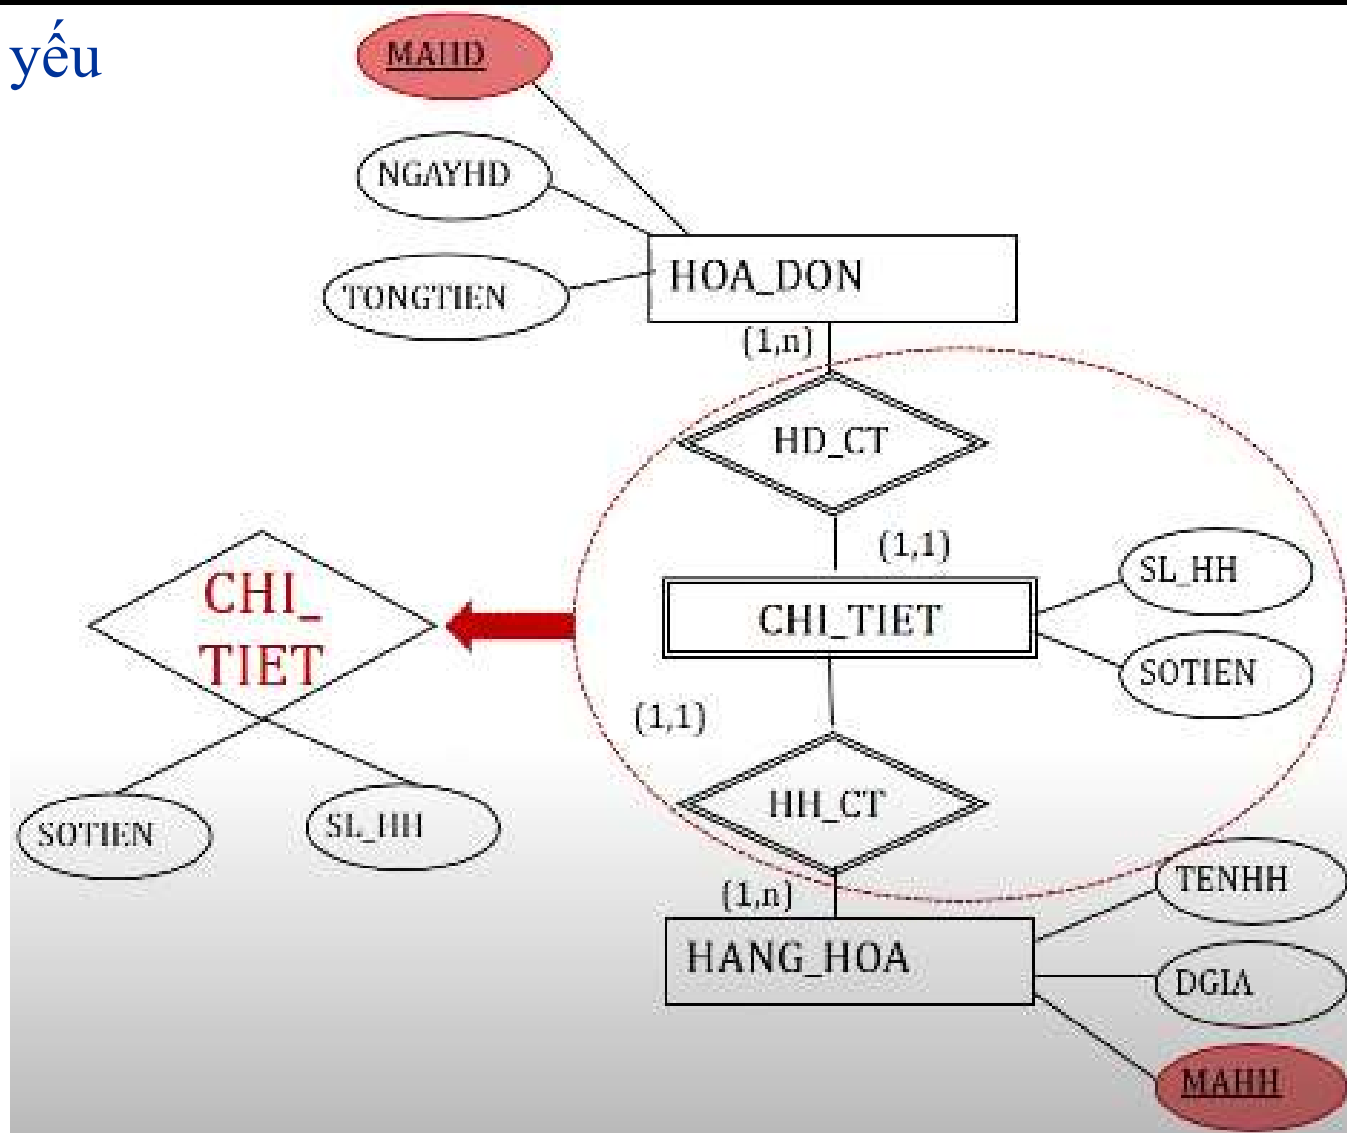 yếu
MAHD
NGAYHD
TONGTIEN
HOA_DON
(1,n)
HD_CT
(1,1)
SL_HH
CHI_TIET
SOTIEN
CHI_
TIET
(1,1)
HH_CT
SOTIEN
SL_HH
(1,n)
TENHH
HANG_HOA
DGIA
MAHH